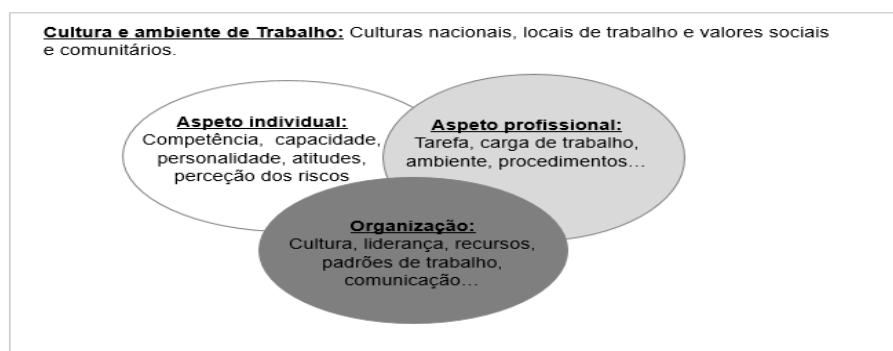 Cultura e ambiente de Trabalho: Culturas nacionais, locais de trabalho e valores sociais
e comunitários.
Aspeto individual:
Competência, capacidade,
personalidade, atitudes,
perceção dos riscos
Aspeto profissional:
Tarefa, carga de trabalho,
ambiente, procedimentos...
Organização:
Cultura, liderança, recursos,
padrões de trabalho,
comunicação...